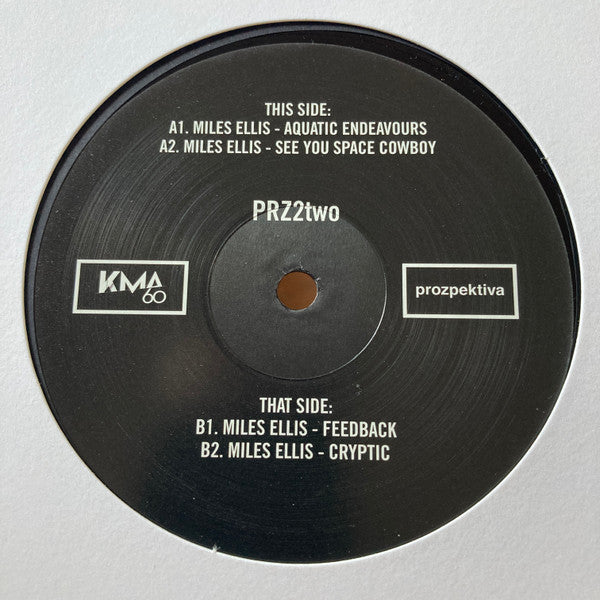 THIS SIDE:
A1. MILES ELLIS - AQUATIC ENDEAVOURS
A2. MILES ELLIS - SEE YOU SPACE COWBOY
PRZ2two
KMA
60
prozpektiva
THAT SIDE:
B1. MILES ELLIS - FEEDBACK
B2. MILES ELLIS - CRYPTIC